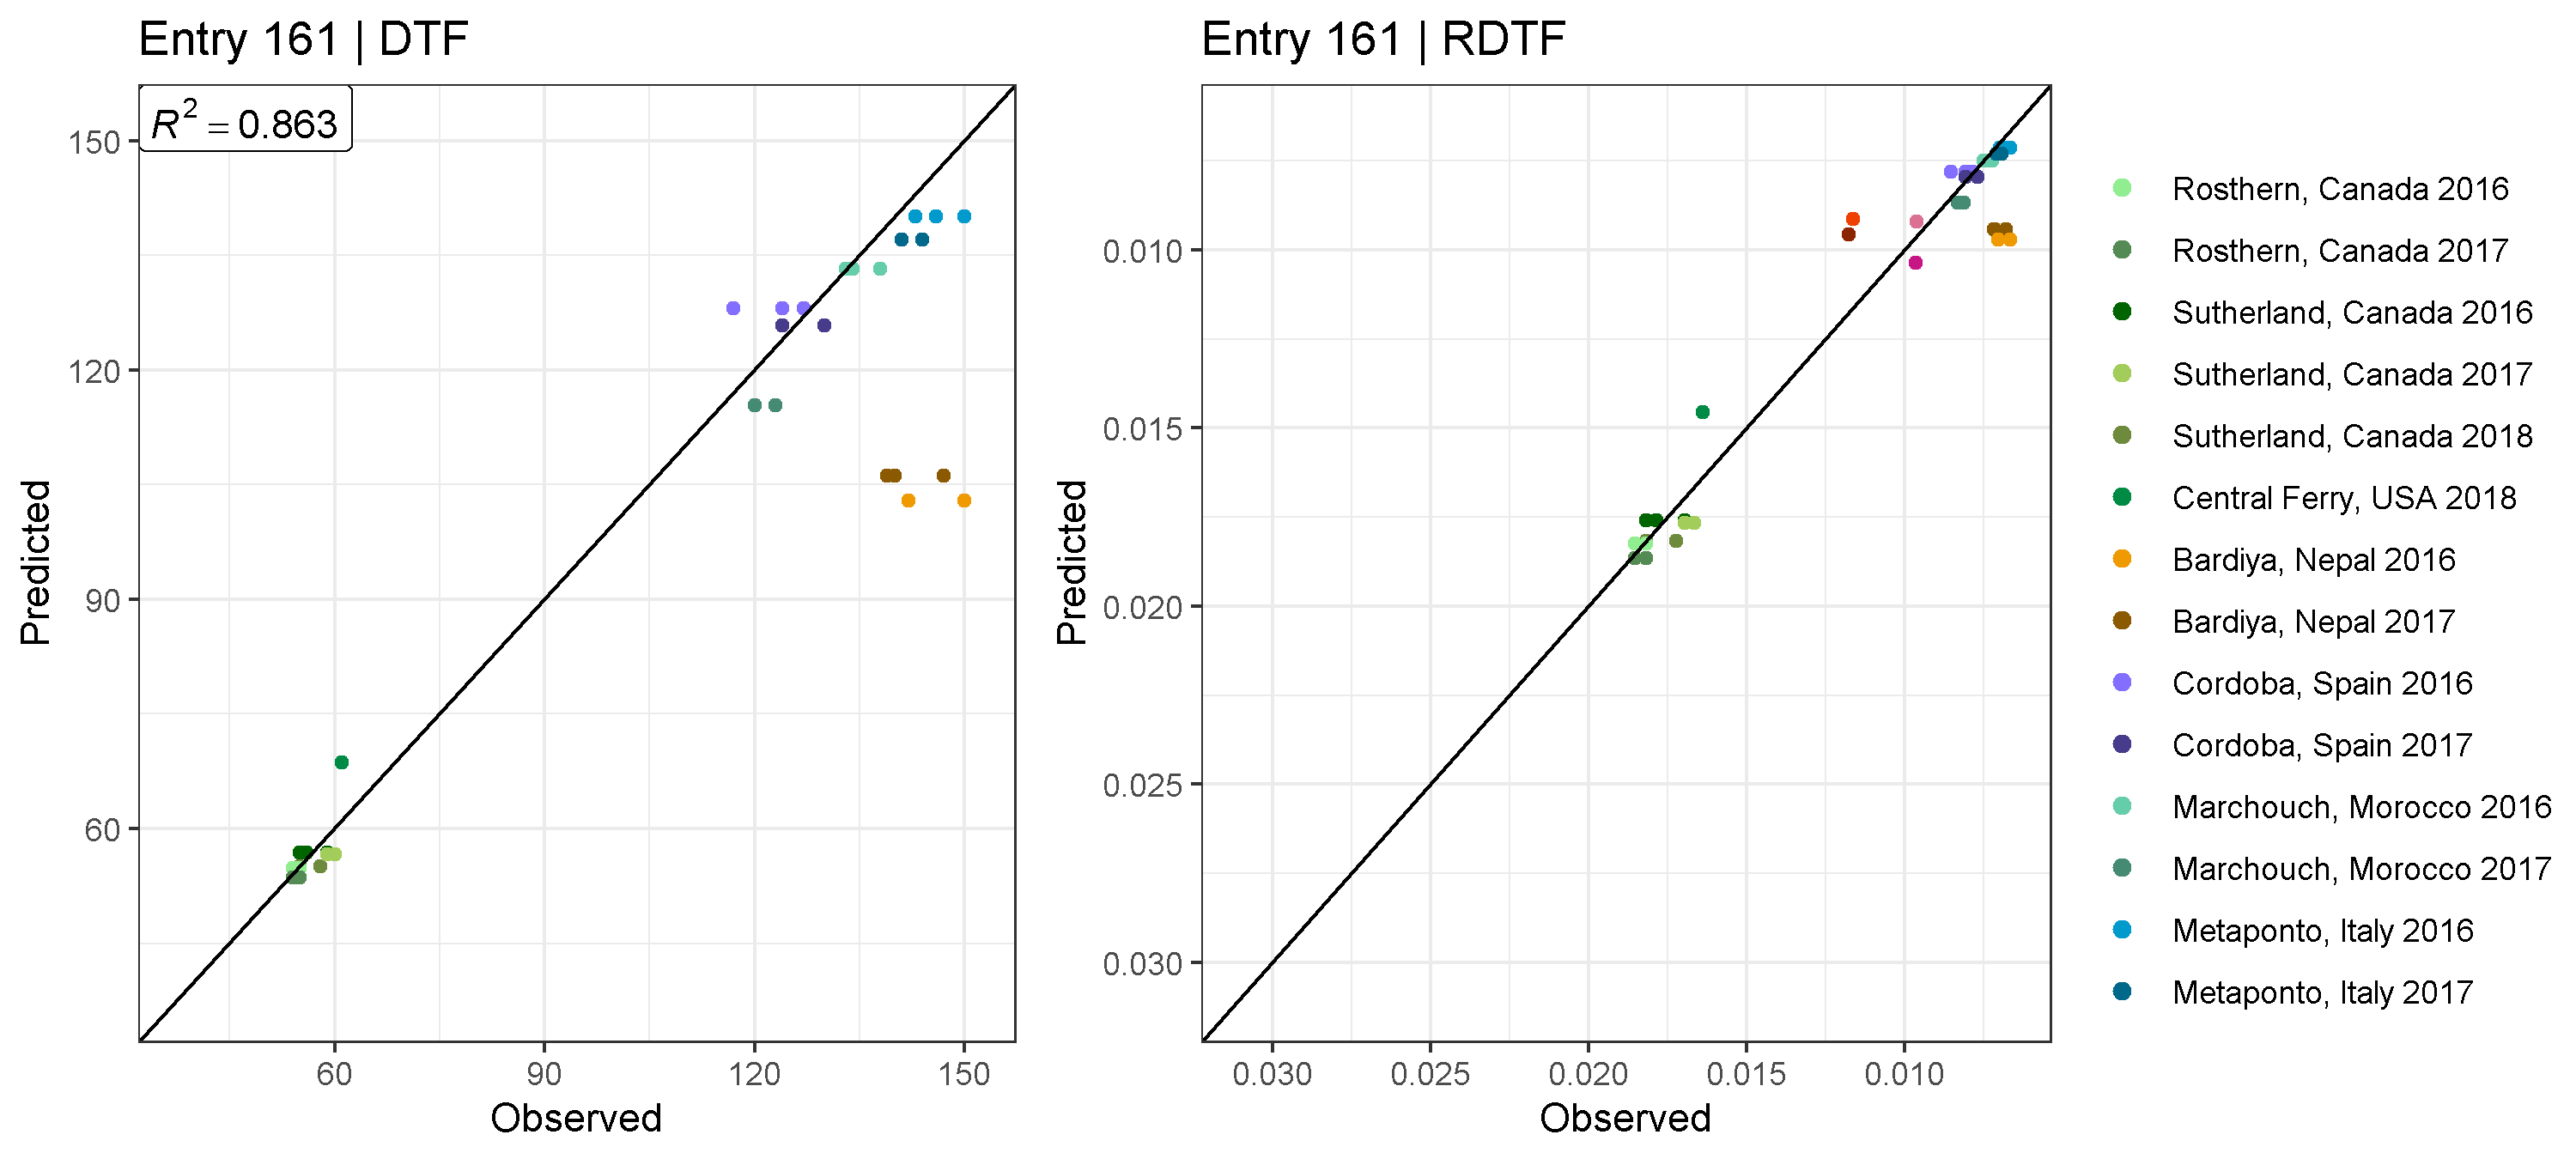 Entry 161 | DTF
R² = 0.863
150
120
90
60
Predicted
60 90 120 150
Observed
Entry 161 | RDTF
0.010
0.015
0.020
0.025
0.030
Predicted
0.030 0.025 0.020 0.015 0.010
Observed
Rosthern, Canada 2016
Rosthern, Canada 2017
Sutherland, Canada 2016
Sutherland, Canada 2017
Sutherland, Canada 2018
Central Ferry, USA 2018
Bardiya, Nepal 2016
Bardiya, Nepal 2017
Cordoba, Spain 2016
Cordoba, Spain 2017
Marchouch, Morocco 2016
Marchouch, Morocco 2017
Metaponto, Italy 2016
Metaponto, Italy 2017